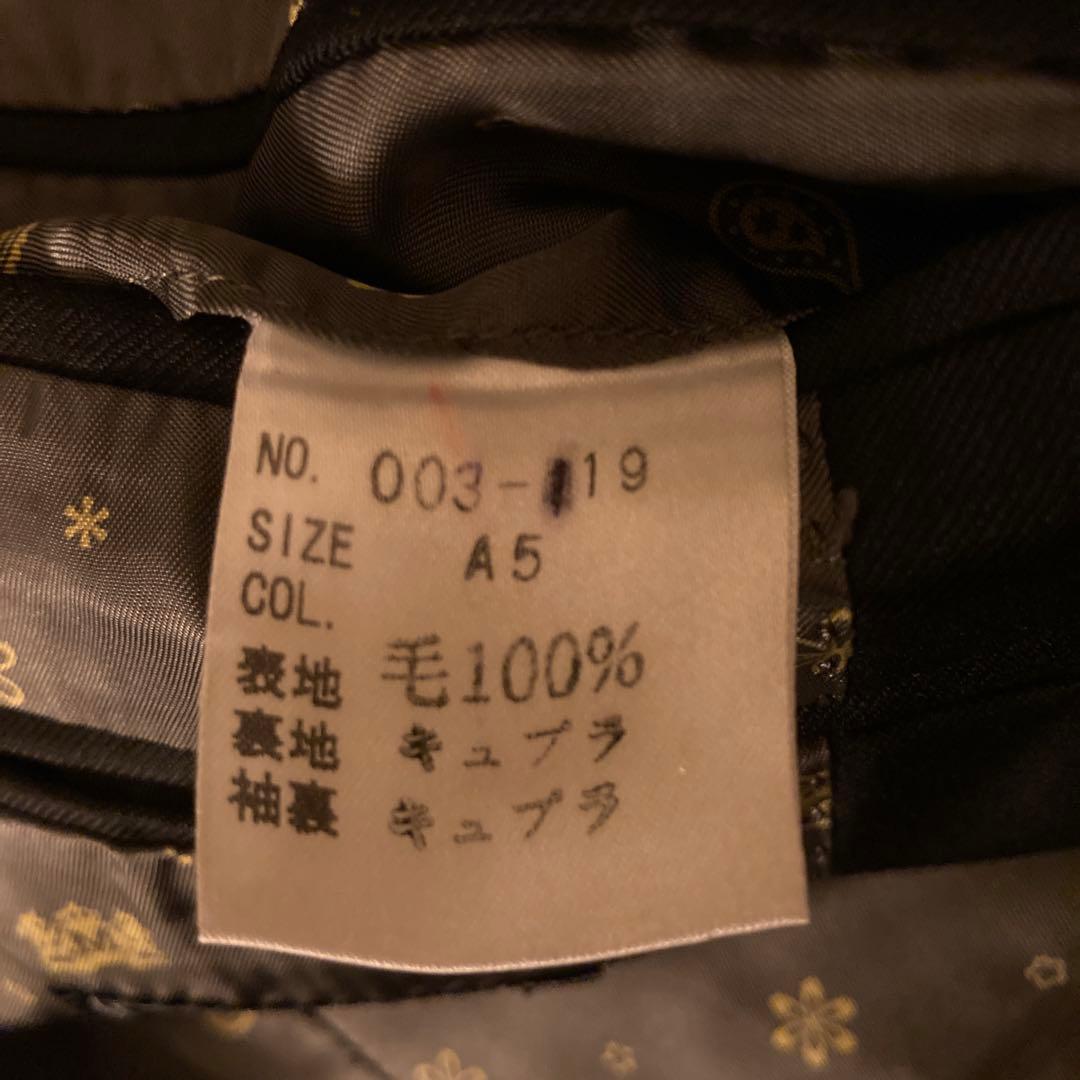 NO. 003-119
SIZE A5
COL.
表地 毛100%
裏地 キュプラ
袖裏 キュプラ